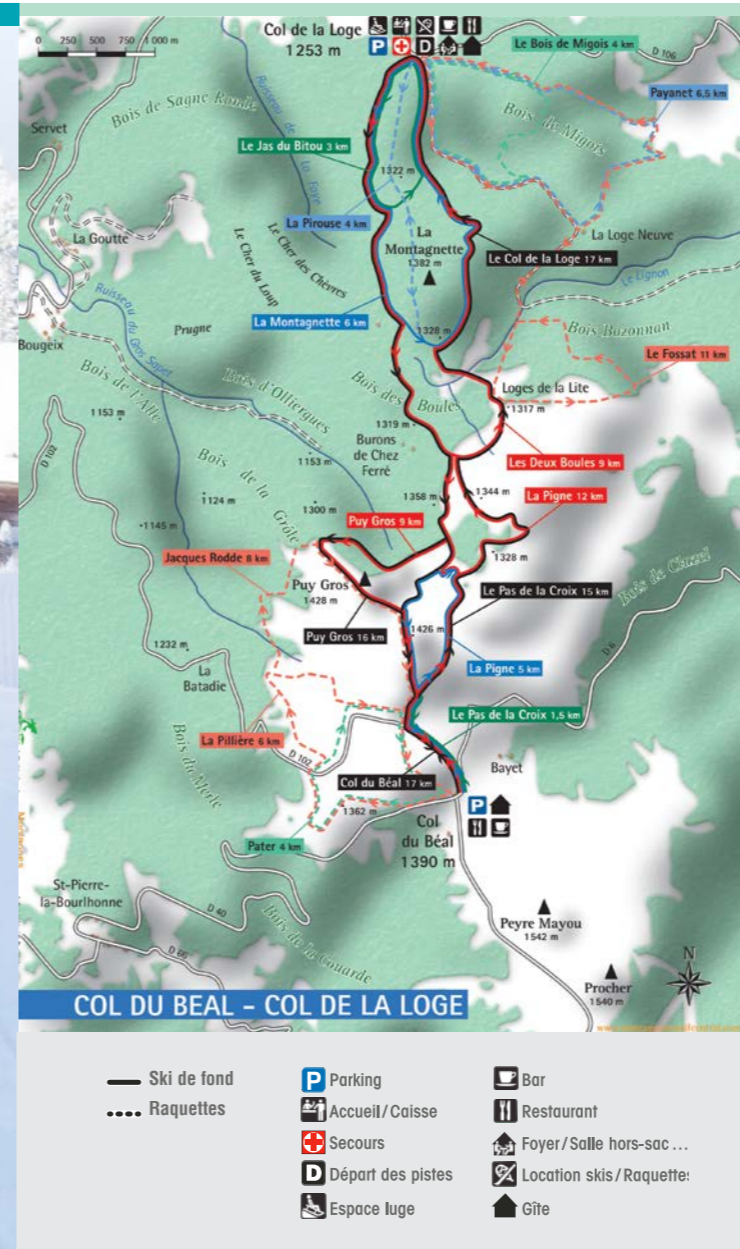 0 250 500 750 1 000 m
Col de la Loge
1253 m
P
D
Le Bois de Migois 4 km
D 106
Payanet 6,5 km
Bois de Migois
Bois de Sagne Ronde
Ruisseau de La Faye
Servet
Le Jas du Bitou 3 km
1322 m
La Pirouse 4 km
La Goutte
Le Cher des Chèvres
Le Cher du Loup
La
Montagnette
1382 m
La Loge Neuve
Le Col de la Loge 17 km
Le Lignon
Ruisseau du Gros Sapet
Prugne
La Montagnette 6 km
1328 m
Bois Bozonnan
Bougeix
Le Fossat 11 km
Bois d'Olliergues
Bois des Boules
Loges de la Lite
1317 m
Bois de l'Alle
1153 m
1319 m
Burons
de Chez
Ferré
Les Deux Boules 9 km
D 102
Bois de la Grôle
1153 m
1344 m
La Pigne 12 km
1124 m
1300 m
1358 m
1145 m
Puy Gros 9 km
1328 m
Bois de Chazel
Jacques Rodde 8 km
Puy Gros
1428 m
Le Pas de la Croix 15 km
Puy Gros 16 km
1426 m
1232 m
D 6
La
Batadie
La Pigne 5 km
Le Pas de la Croix 1,5 km
La Pillière 6 km
D 102
Bois du Merle
Col du Béal 17 km
Bayet
1362 m
P
Pater 4 km
Col
du Béal
1390 m
St-Pierre-
la-Bourlhonne
D 40
Bois de la Couarde
Peyre Mayou
1542 m
D 66
N
Procher
1540 m
COL DU BEAL - COL DE LA LOGE
Ski de fond
Raquettes
P Parking
Accueil/Caisse
Secours
D Départ des pistes
Espace luge
Bar
Restaurant
Foyer/Salle hors-sac ...
Location skis/Raquettes
Gîte